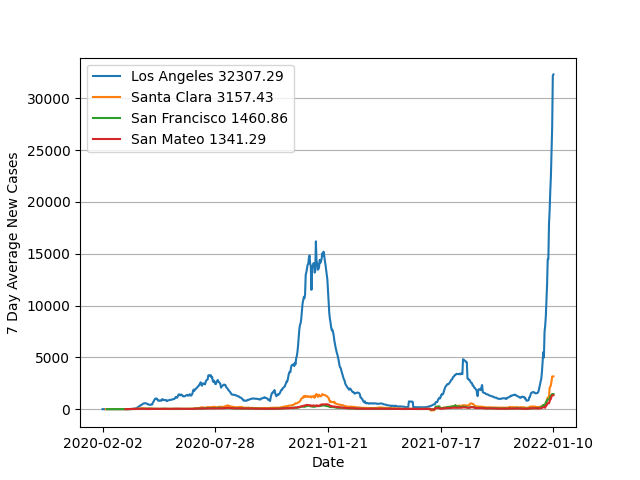 Los Angeles 32307.29
Santa Clara 3157.43
San Francisco 1460.86
San Mateo 1341.29
7 Day Average New Cases
30000
25000
20000
15000
10000
5000
0
2020-02-02 2020-07-28 2021-01-21 2021-07-17 2022-01-10
Date